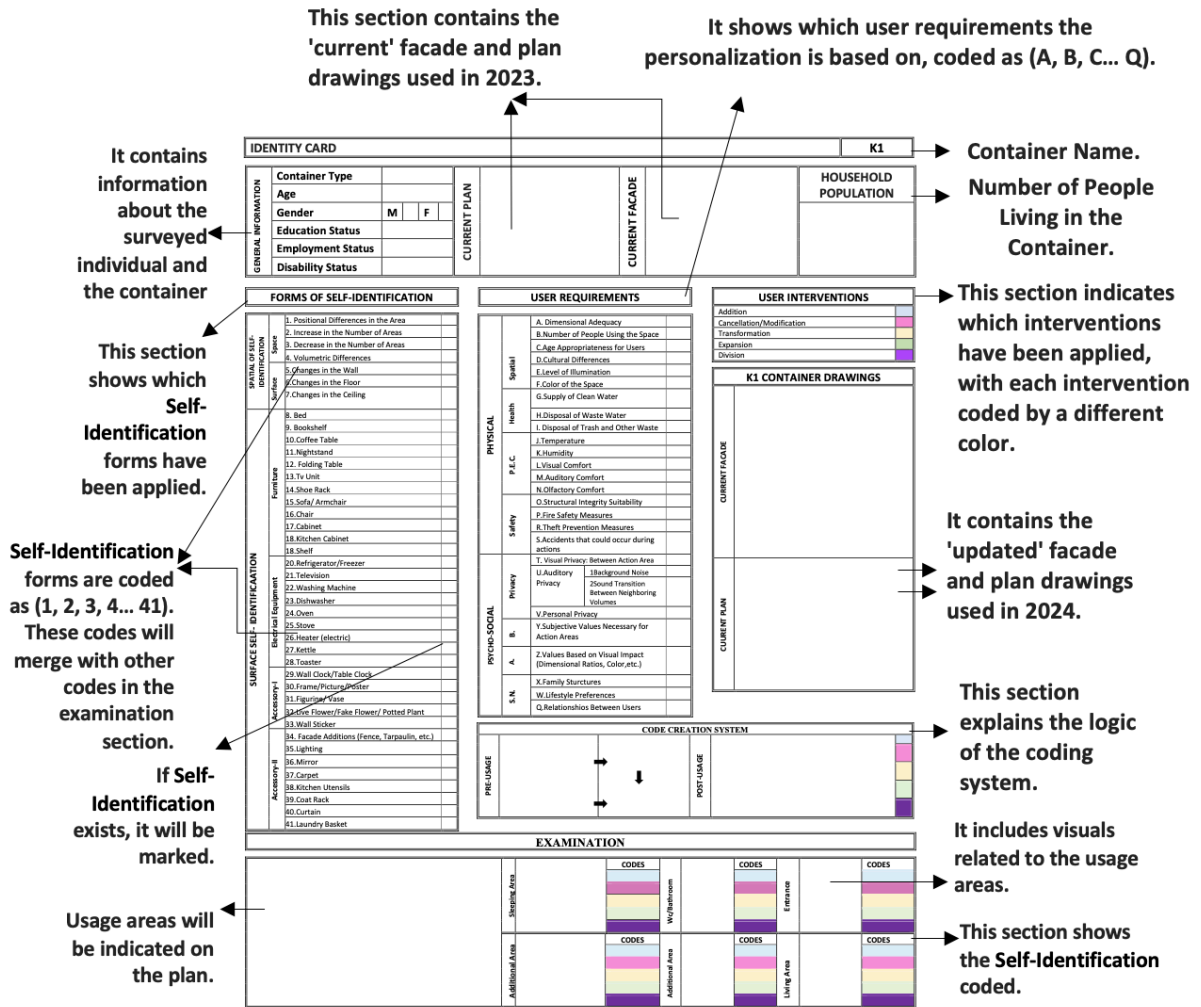 This section contains the
'current' facade and plan
drawings used in 2023.
It shows which user requirements the
personalization is based on, coded as (A, B, C... Q).
It contains
information
about the
surveyed
individual and
the container
This section
shows which
Self-
Identification
forms have
been applied.
Self-Identification
forms are coded
as (1, 2, 3, 4... 41).
These codes will
merge with other
codes in the
examination
section.
If Self-
Identification
exists, it will be
marked.
Usage areas will
be indicated on
the plan.
IDENTITY CARD
K1
GENERAL INFORMATION
Container Type
Age
Gender M F
Education Status
Employment Status
Disability Status
CURRENT PLAN
CURRENT FACADE
HOUSEHOLD
POPULATION
FORMS OF SELF-IDENTIFICATION
SPATIAL OF SELF-
IDENTIFICATION
Space
1. Positional Differences in the Area
2. Increase in the Number of Areas
3. Decrease in the Number of Areas
4. Volumetric Differences
Surface
5.Changes in the Wall
6.Changes in the Floor
7.Changes in the Ceiling
SURFACE SELF- IDENTIFICAATION
Furniture
8. Bed
9. Bookshelf
10.Coffee Table
11.Nightstand
12. Folding Table
13.Tv Unit
14.Shoe Rack
15.Sofa/ Armchair
16.Chair
17.Cabinet
18.Kitchen Cabinet
18.Shelf
Electrical Equipment
20.Refrigerator/Freezer
21.Television
22.Washing Machine
23.Dishwasher
24.Oven
25.Stove
26.Heater (electric)
27.Kettle
28.Toaster
Accessory-I
29.Wall Clock/Table Clock
30.Frame/Picture/Poster
31.Figurine/ Vase
32.Live Flower/Fake Flower/ Potted Plant
33.Wall Sticker
Accessory-II
34. Facade Additions (Fence, Tarpaulin, etc.)
35.Lighting
36.Mirror
37.Carpet
38.Kitchen Utensils
39.Coat Rack
40.Curtain
41.Laundry Basket
USER REQUIREMENTS
PHYSICAL
Spatial
A. Dimensional Adequacy
B.Number of People Using the Space
C.Age Appropriateness for Users
D.Cultural Differences
E.Level of Illumination
F.Color of the Space
Health
G.Supply of Clean Water
H.Disposal of Waste Water
I. Disposal of Trash and Other Waste
P.E.C.
J.Temperature
K.Humidity
L.Visual Comfort
M.Auditory Comfort
N.Olfactory Comfort
Safety
O.Structural Integrity Suitability
P.Fire Safety Measures
R.Theft Prevention Measures
S.Accidents that could occur during
actions
PSYCHO-SOCIAL
Privacy
T. Visual Privacy: Between Action Area
U.Auditory
Privacy
1Background Noise
2Sound Transition
Between Neighboring
Volumes
V.Personal Privacy
B.
Y.Subjective Values Necessary for
Action Areas
A.
Z.Values Based on Visual Impact
(Dimensional Ratios, Color,etc.)
S.N.
X.Family Sturctures
W.Lifestyle Preferences
Q.Relationshios Between Users
USER INTERVENTIONS
Addition
Cancellation/Modification
Transformation
Expansion
Division
K1 CONTAINER DRAWINGS
CURRENT FACADE
CUURENT PLAN
CODE CREATION SYSTEM
PRE-USAGE
POST-USAGE
EXAMINATION
Sleeping Area
CODES
Wc/Bathroom
CODES
Entrance
CODES
Additional Area
CODES
Additional Area
CODES
Living Area
CODES
Container Name.
Number of People
Living in the
Container.
This section indicates
which interventions
have been applied,
with each intervention
coded by a different
color.
It contains the
'updated' facade
and plan drawings
used in 2024.
This section
explains the logic
of the coding
system.
It includes visuals
related to the usage
areas.
This section shows
the Self-Identification
coded.